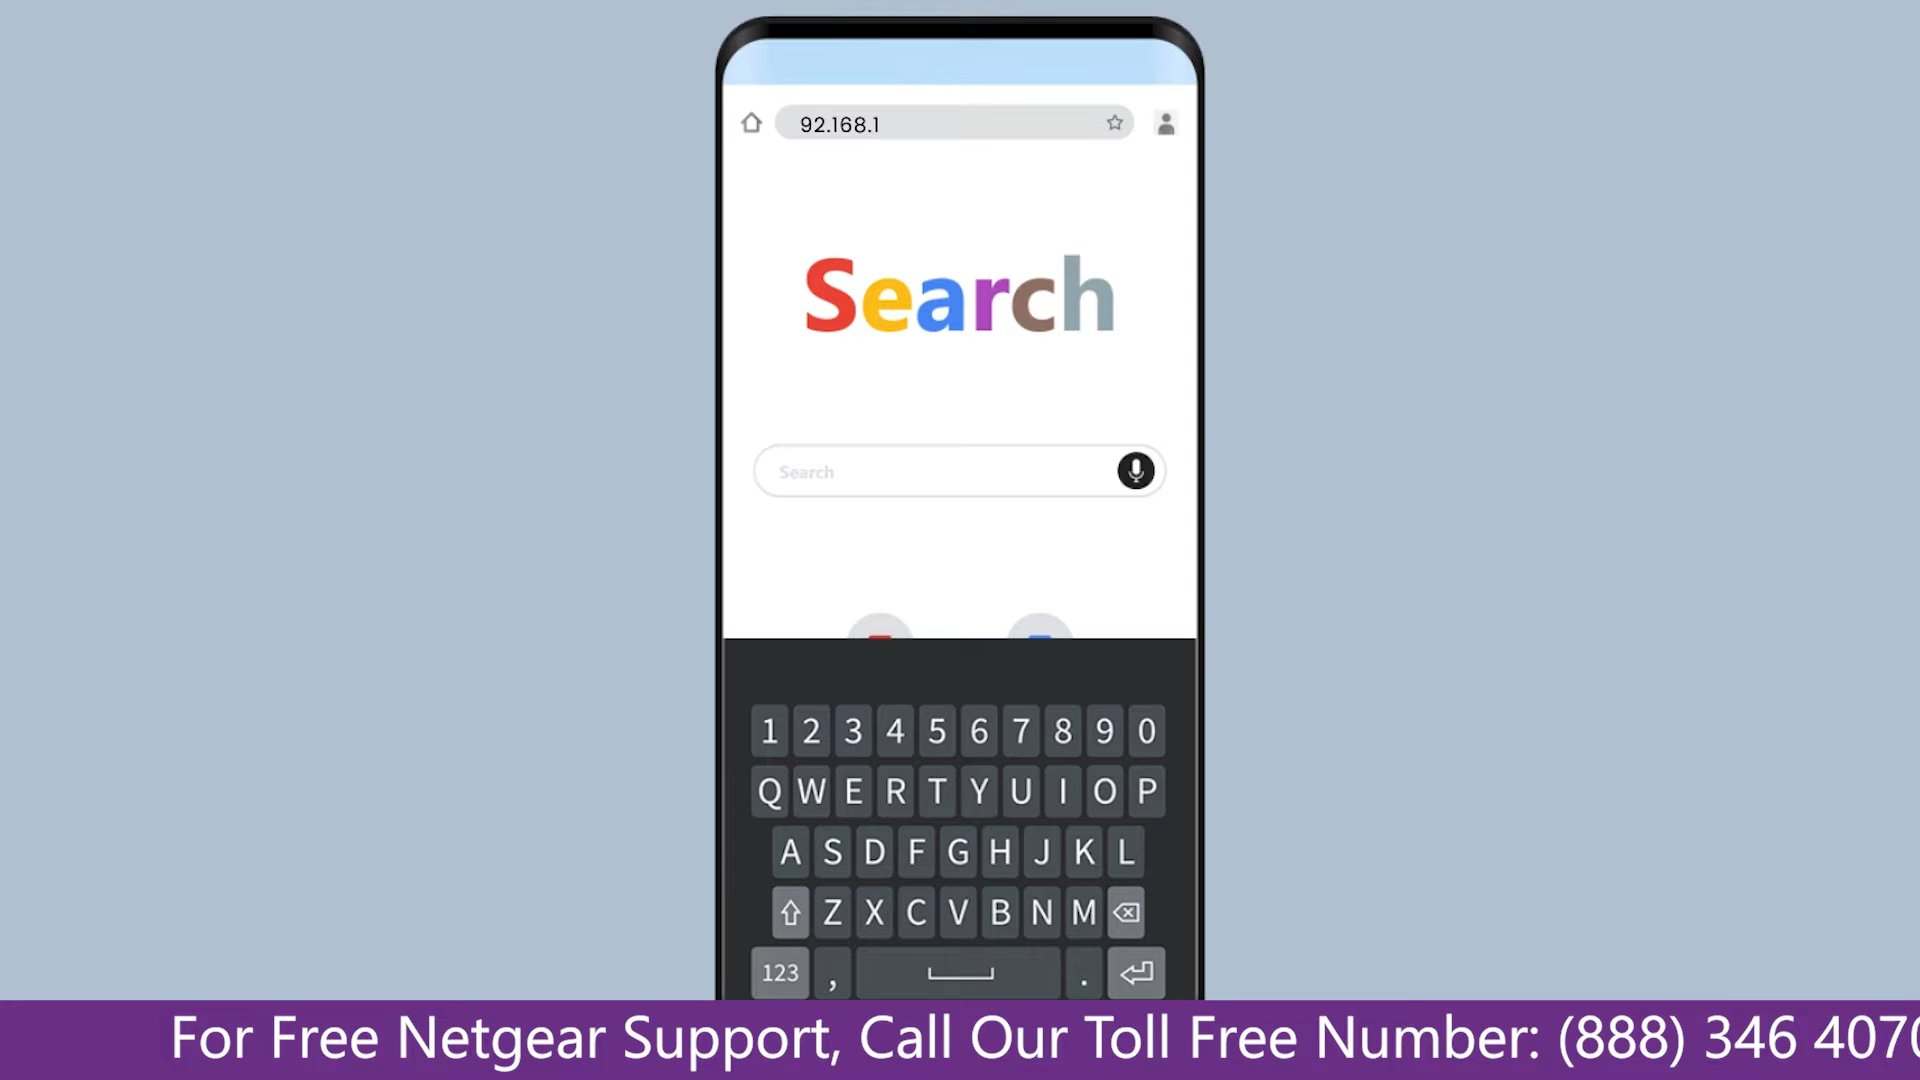 92.168.1
Search
Search
1 2 3 4 5 6 7 8 9 0
Q W E R T Y U I O P
A S D F G H J K L
Z X C V B N M
123 , .
For Free Netgear Support, Call Our Toll Free Number: (888) 346 4070